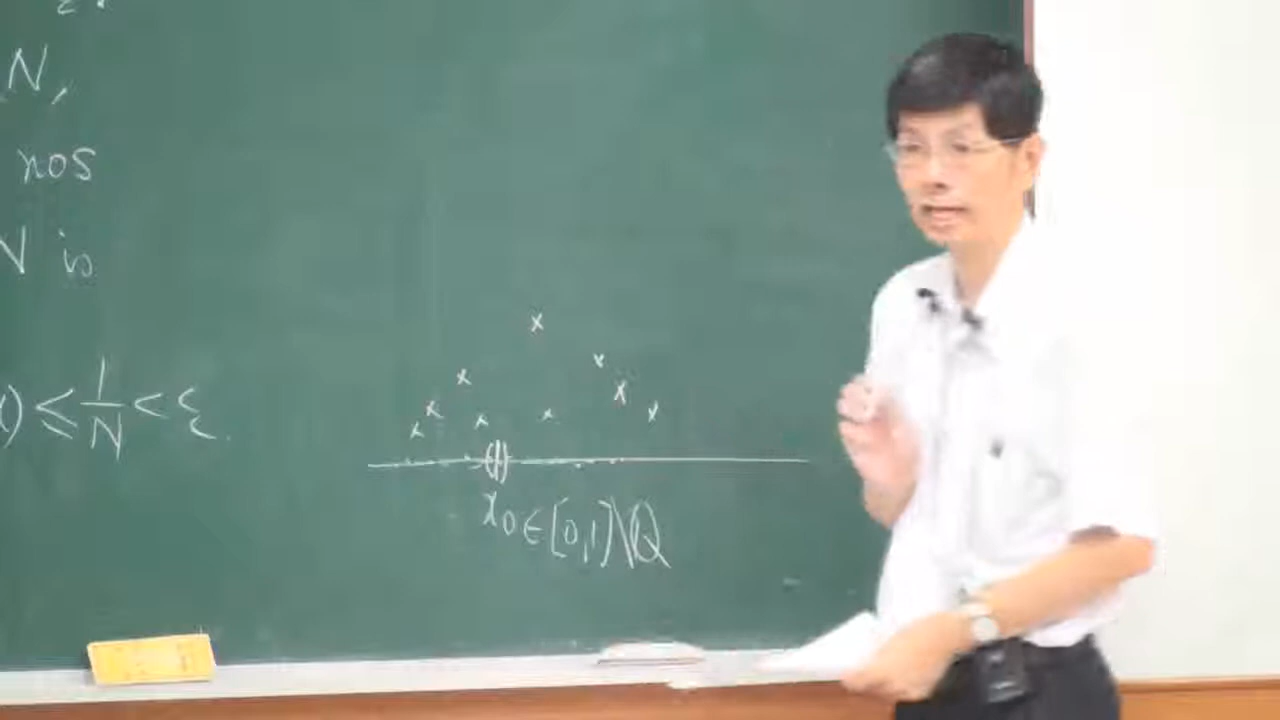 N,
nos
N is
) ≤ 1/N < ε.
x₀ ∈ [0,1]\Q